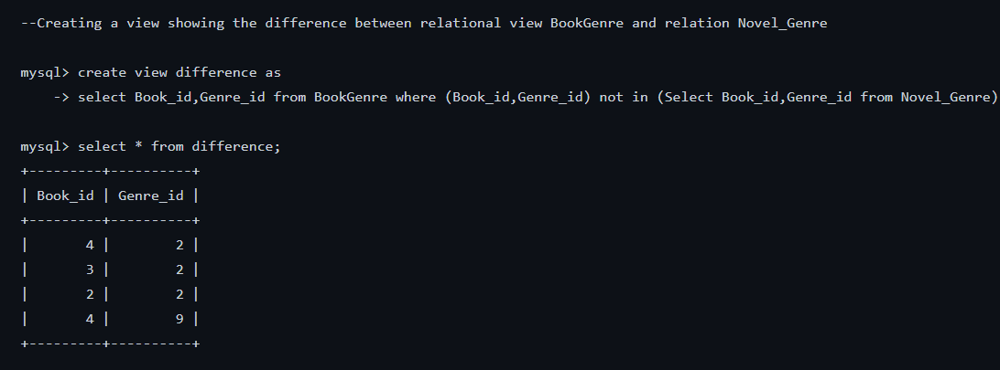 --Creating a view showing the difference between relational view BookGenre and relation Novel_Genre
mysql> create view difference as
    -> select Book_id,Genre_id from BookGenre where (Book_id,Genre_id) not in (Select Book_id,Genre_id from Novel_Genre)
mysql> select * from difference;
+---------+----------+
| Book_id | Genre_id |
+---------+----------+
|       4 |        2 |
|       3 |        2 |
|       2 |        2 |
|       4 |        9 |
+---------+----------+